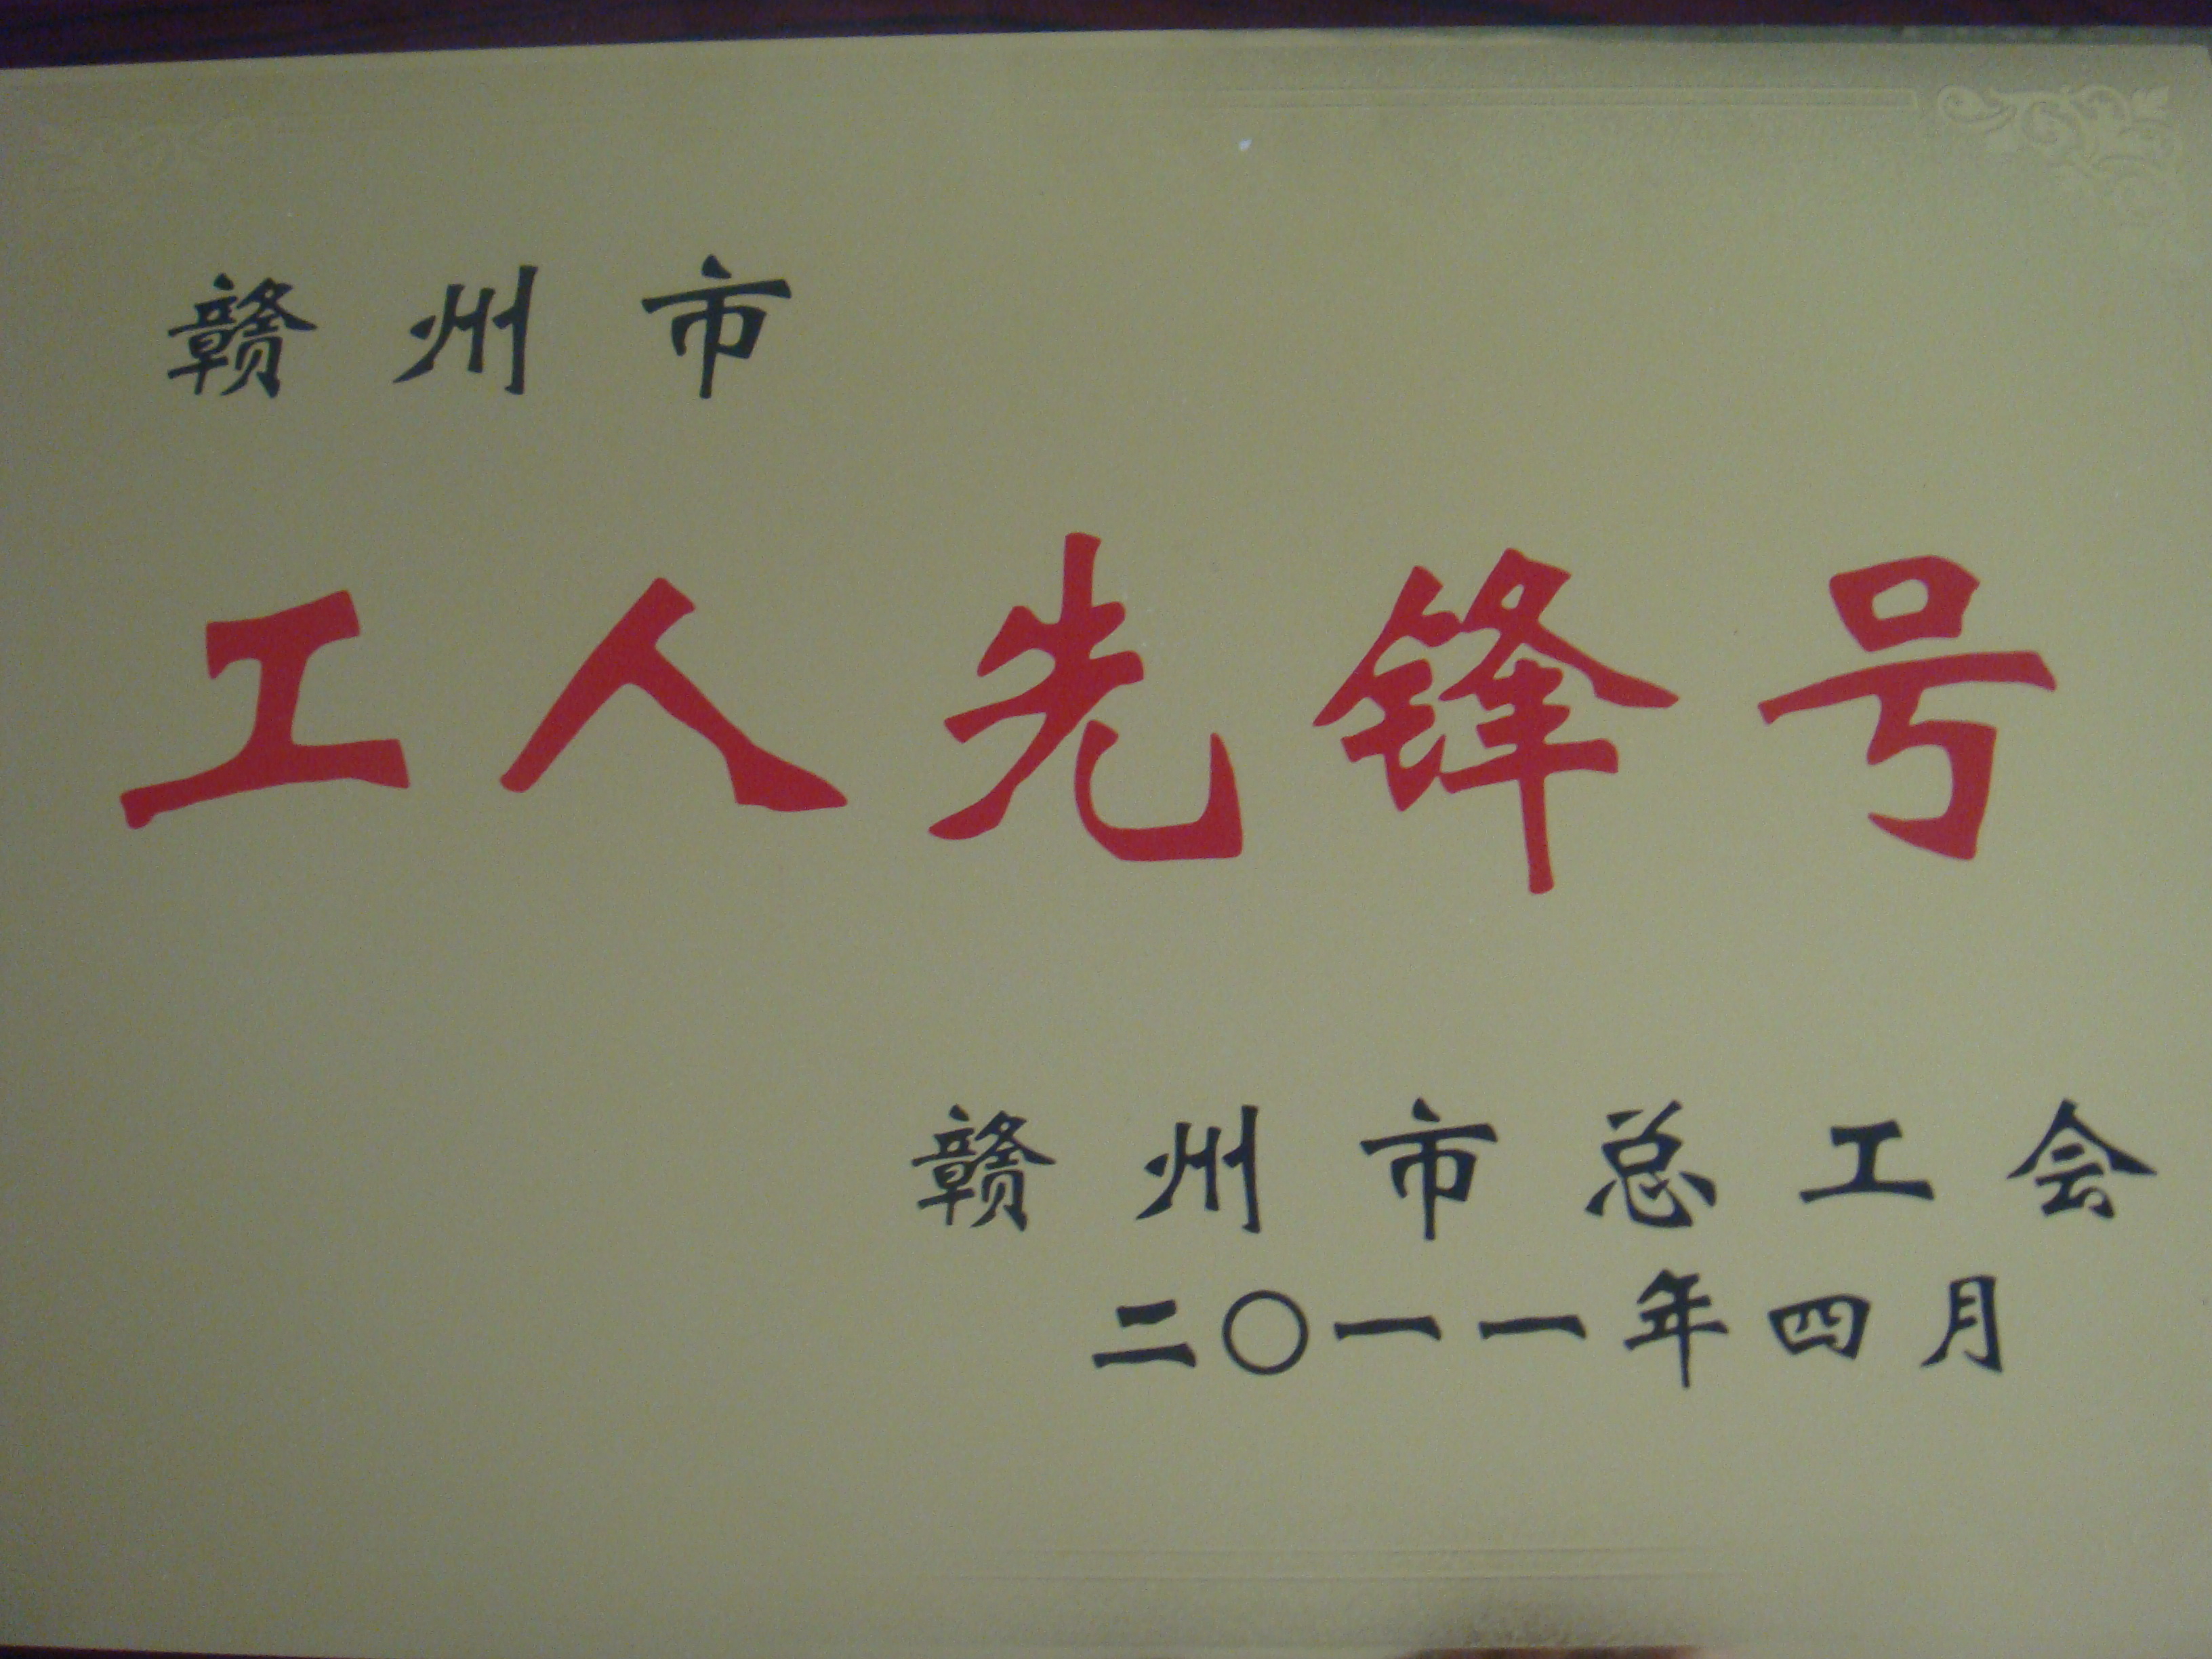 赣州市
工人先锋号
赣州市总工会
二〇一一年四月